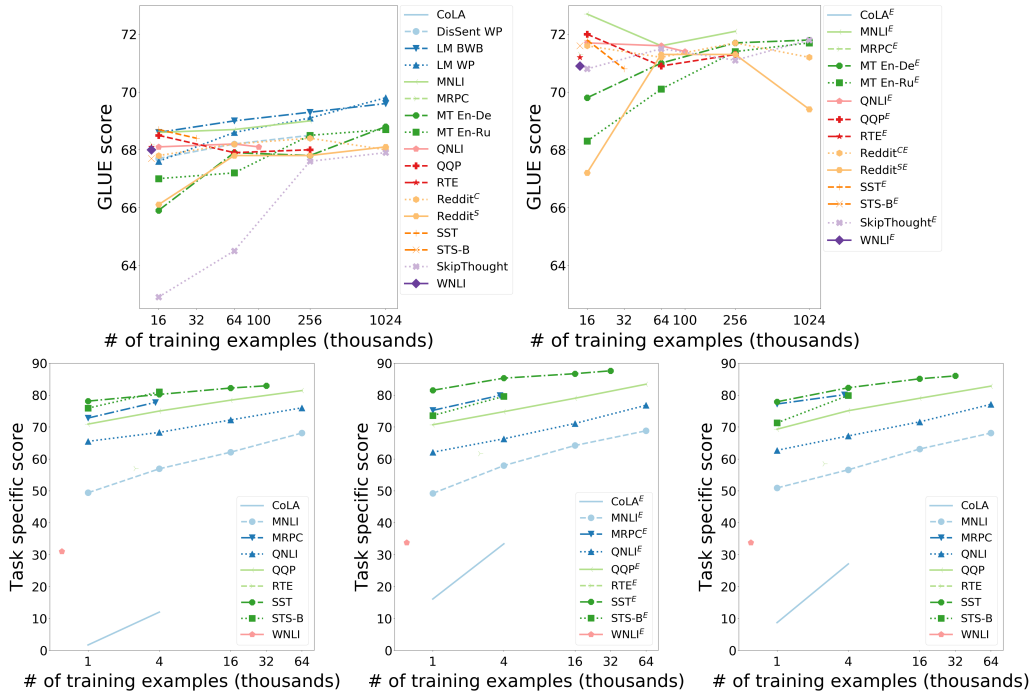 GLUE score
72
70
68
66
64
16 32 64 100 256 1024
# of training examples (thousands)
CoLA
DisSent WP
LM BWB
LM WP
MNLI
MRPC
MT En-De
MT En-Ru
QNLI
QQP
RTE
Reddit^C
Reddit^S
SST
STS-B
SkipThought
WNLI
GLUE score
72
70
68
66
64
16 32 64 100 256 1024
# of training examples (thousands)
CoLA^E
MNLI^E
MRPC^E
MT En-De^E
MT En-Ru^E
QNLI^E
QQP^E
RTE^E
Reddit^CE
Reddit^SE
SST^E
STS-B^E
SkipThought^E
WNLI^E
Task specific score
90
80
70
60
50
40
30
20
10
0
1 4 16 32 64
# of training examples (thousands)
CoLA
MNLI
MRPC
QNLI
QQP
RTE
SST
STS-B
WNLI
Task specific score
90
80
70
60
50
40
30
20
10
0
1 4 16 32 64
# of training examples (thousands)
CoLA^E
MNLI^E
MRPC^E
QNLI^E
QQP^E
RTE^E
SST^E
STS-B^E
WNLI^E
Task specific score
90
80
70
60
50
40
30
20
10
0
1 4 16 32 64
# of training examples (thousands)
CoLA
MNLI
MRPC
QNLI
QQP
RTE
SST
STS-B
WNLI